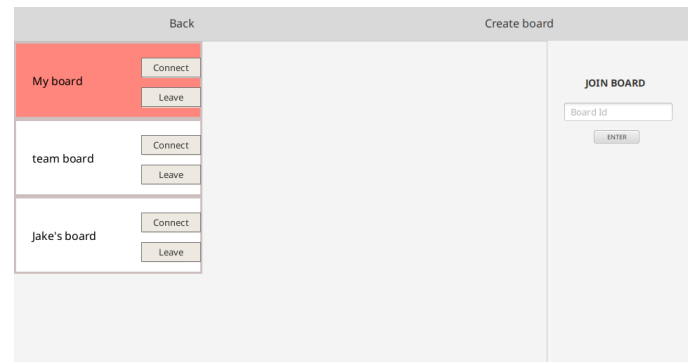 Back
Create board
My board
Connect
Leave
team board
Connect
Leave
Jake's board
Connect
Leave
JOIN BOARD
Board Id
ENTER